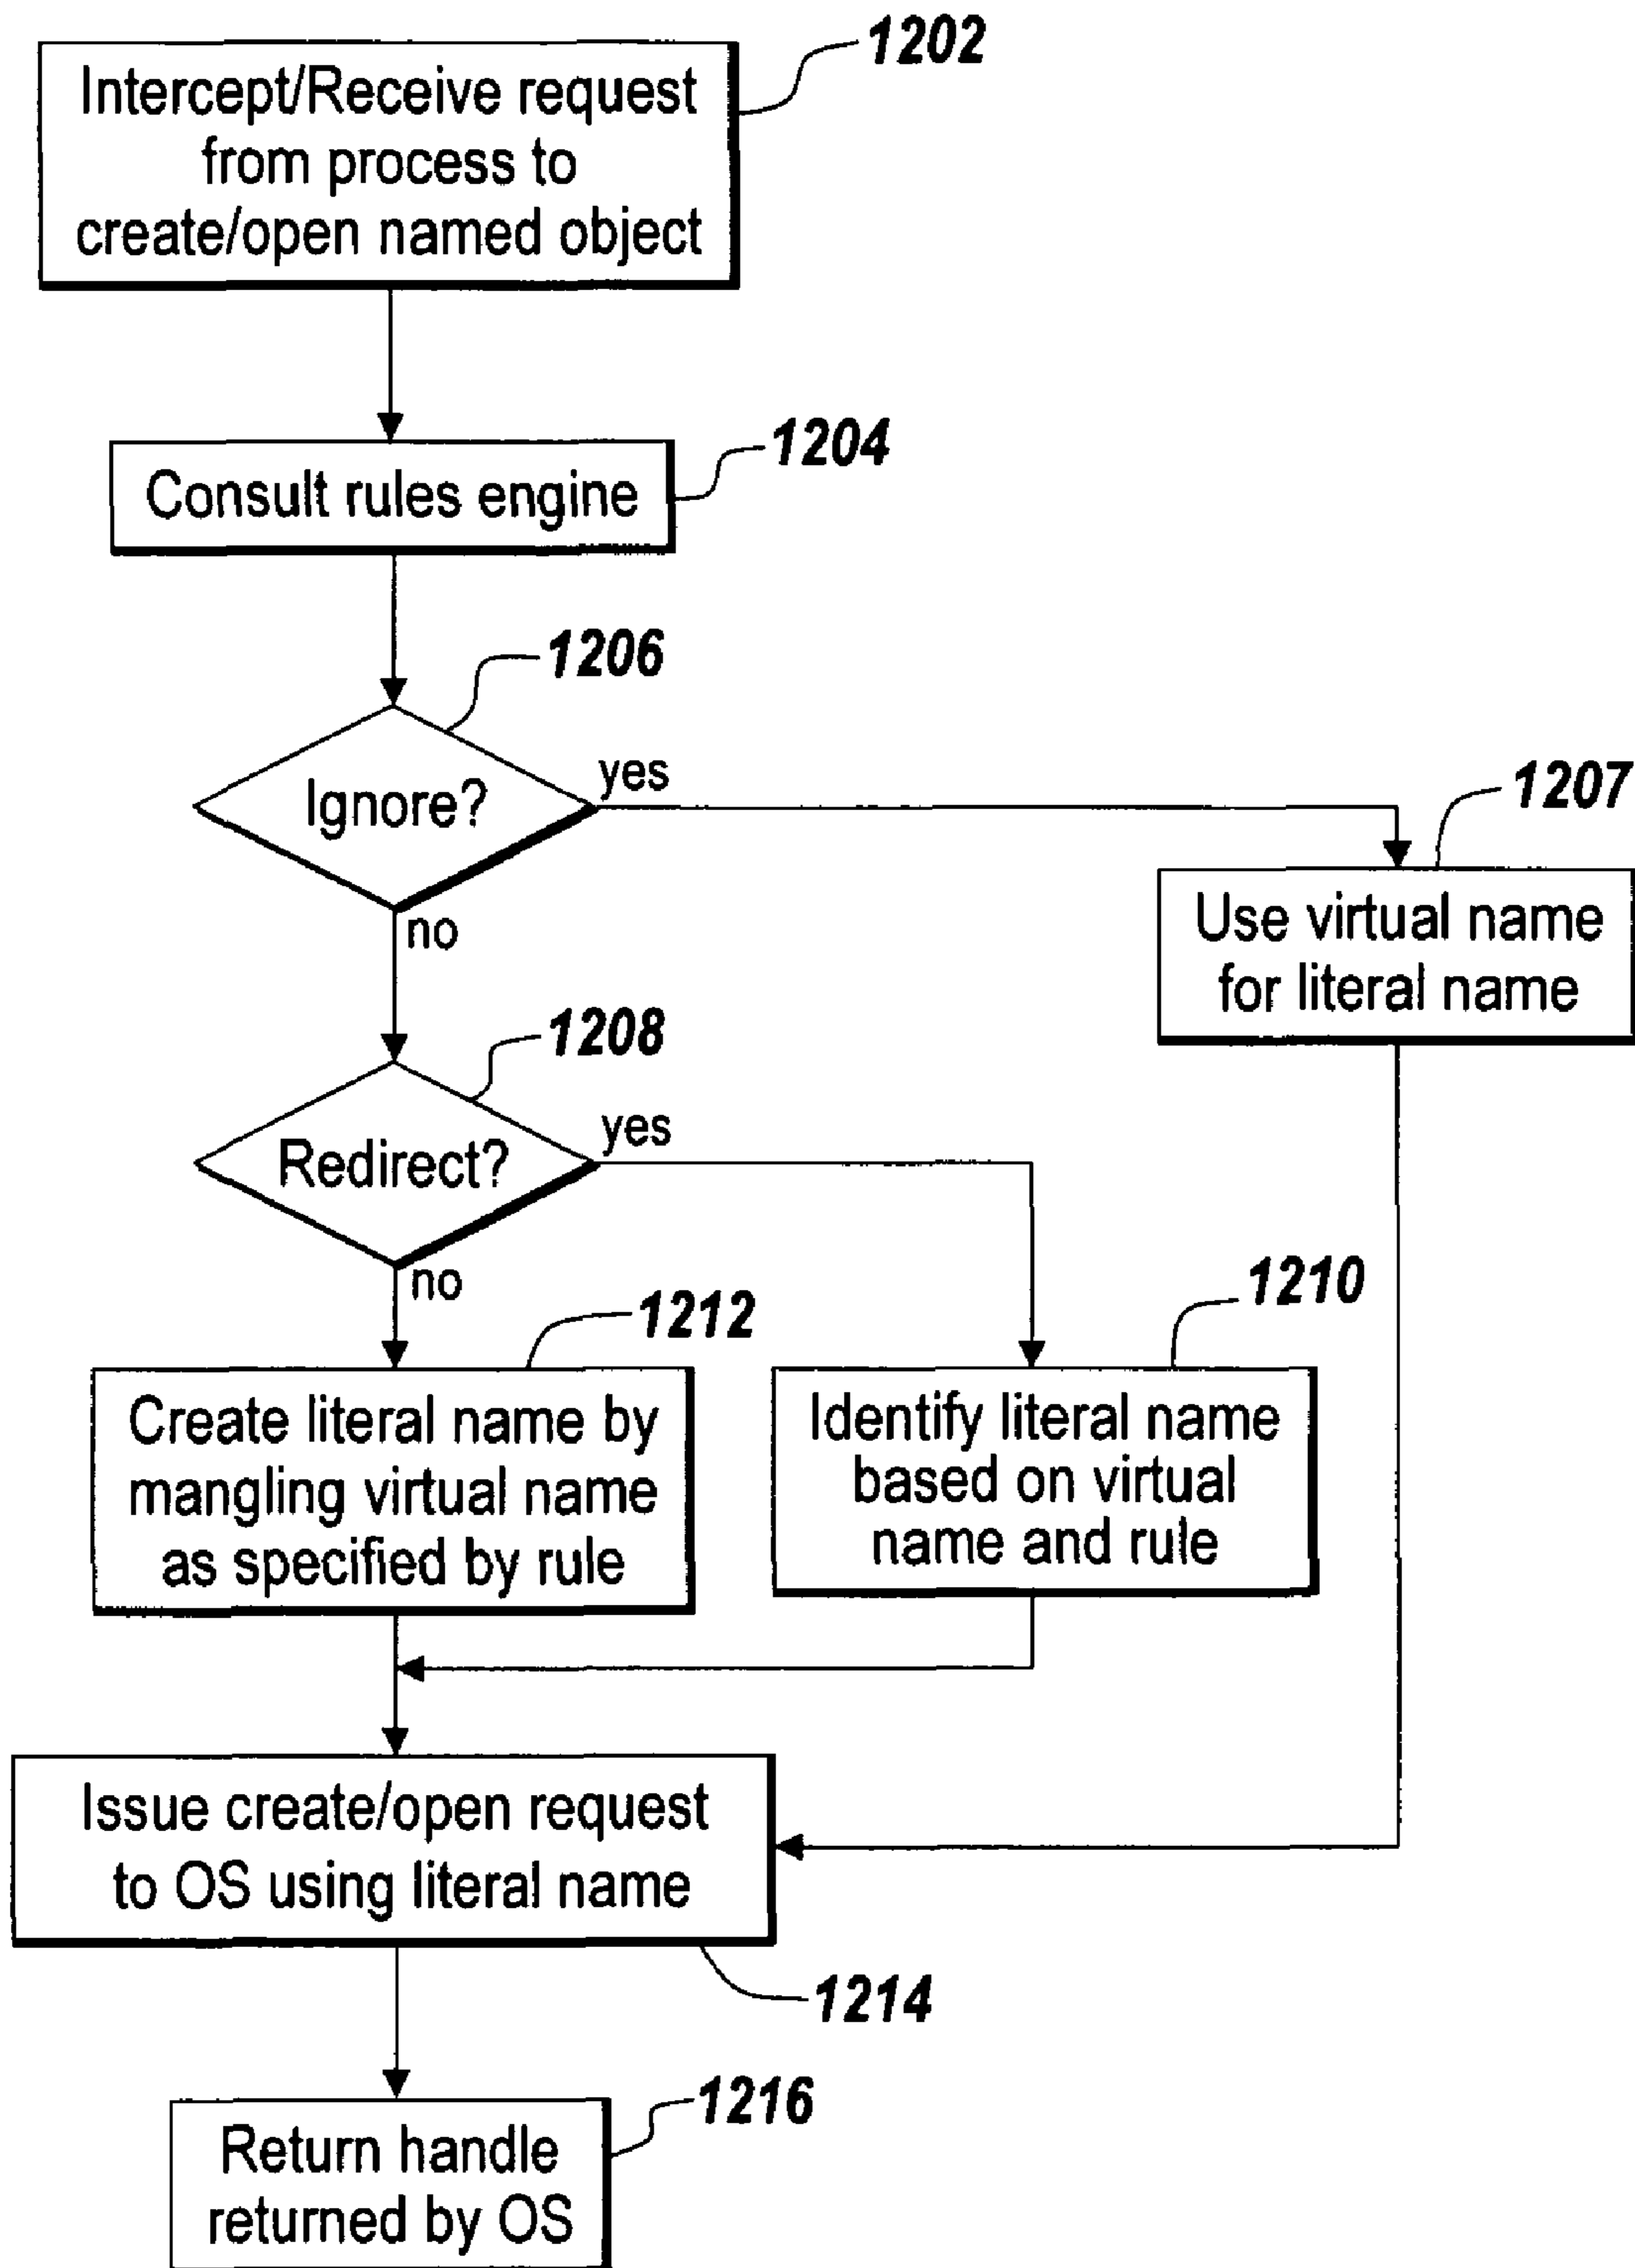 1202
Intercept/Receive request
from process to
create/open named object
1204
Consult rules engine
1206
Ignore?
yes
no
1207
Use virtual name
for literal name
1208
Redirect?
yes
no
1212
Create literal name by
mangling virtual name
as specified by rule
1210
Identify literal name
based on virtual
name and rule
Issue create/open request
to OS using literal name
1214
1216
Return handle
returned by OS